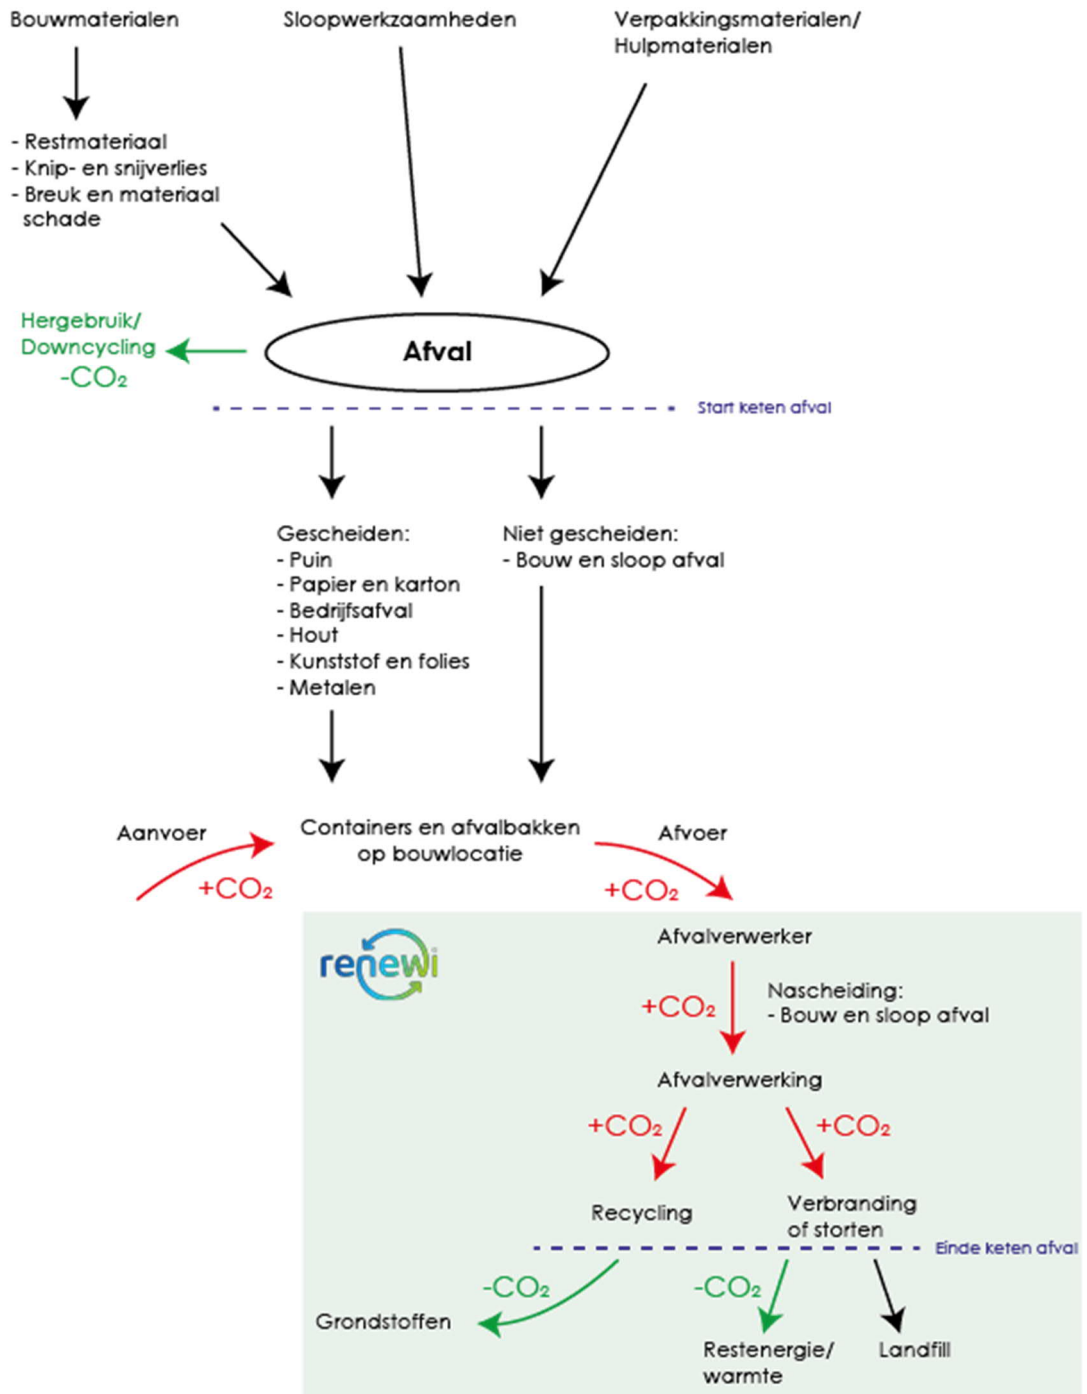 Bouwmaterialen
Sloopwerkzaamheden
Verpakkingsmaterialen/
Hulpmaterialen
- Restmateriaal
- Knip- en snijverlies
- Breuk en materiaal
schade
Hergebruik/
Downcycling
-CO₂
Afval
Start keten afval
Gescheiden:
- Puin
- Papier en karton
- Bedrijfsafval
- Hout
- Kunststof en folies
- Metalen
Niet gescheiden:
- Bouw en sloop afval
Aanvoer
+CO₂
Containers en afvalbakken
op bouwlocatie
Afvoer
+CO₂
renewi
Afvalverwerker
+CO₂
Nascheiding:
- Bouw en sloop afval
Afvalverwerking
+CO₂
+CO₂
Recycling
Verbranding
of storten
Einde keten afval
-CO₂
-CO₂
Grondstoffen
Restenergie/
warmte
Landfill